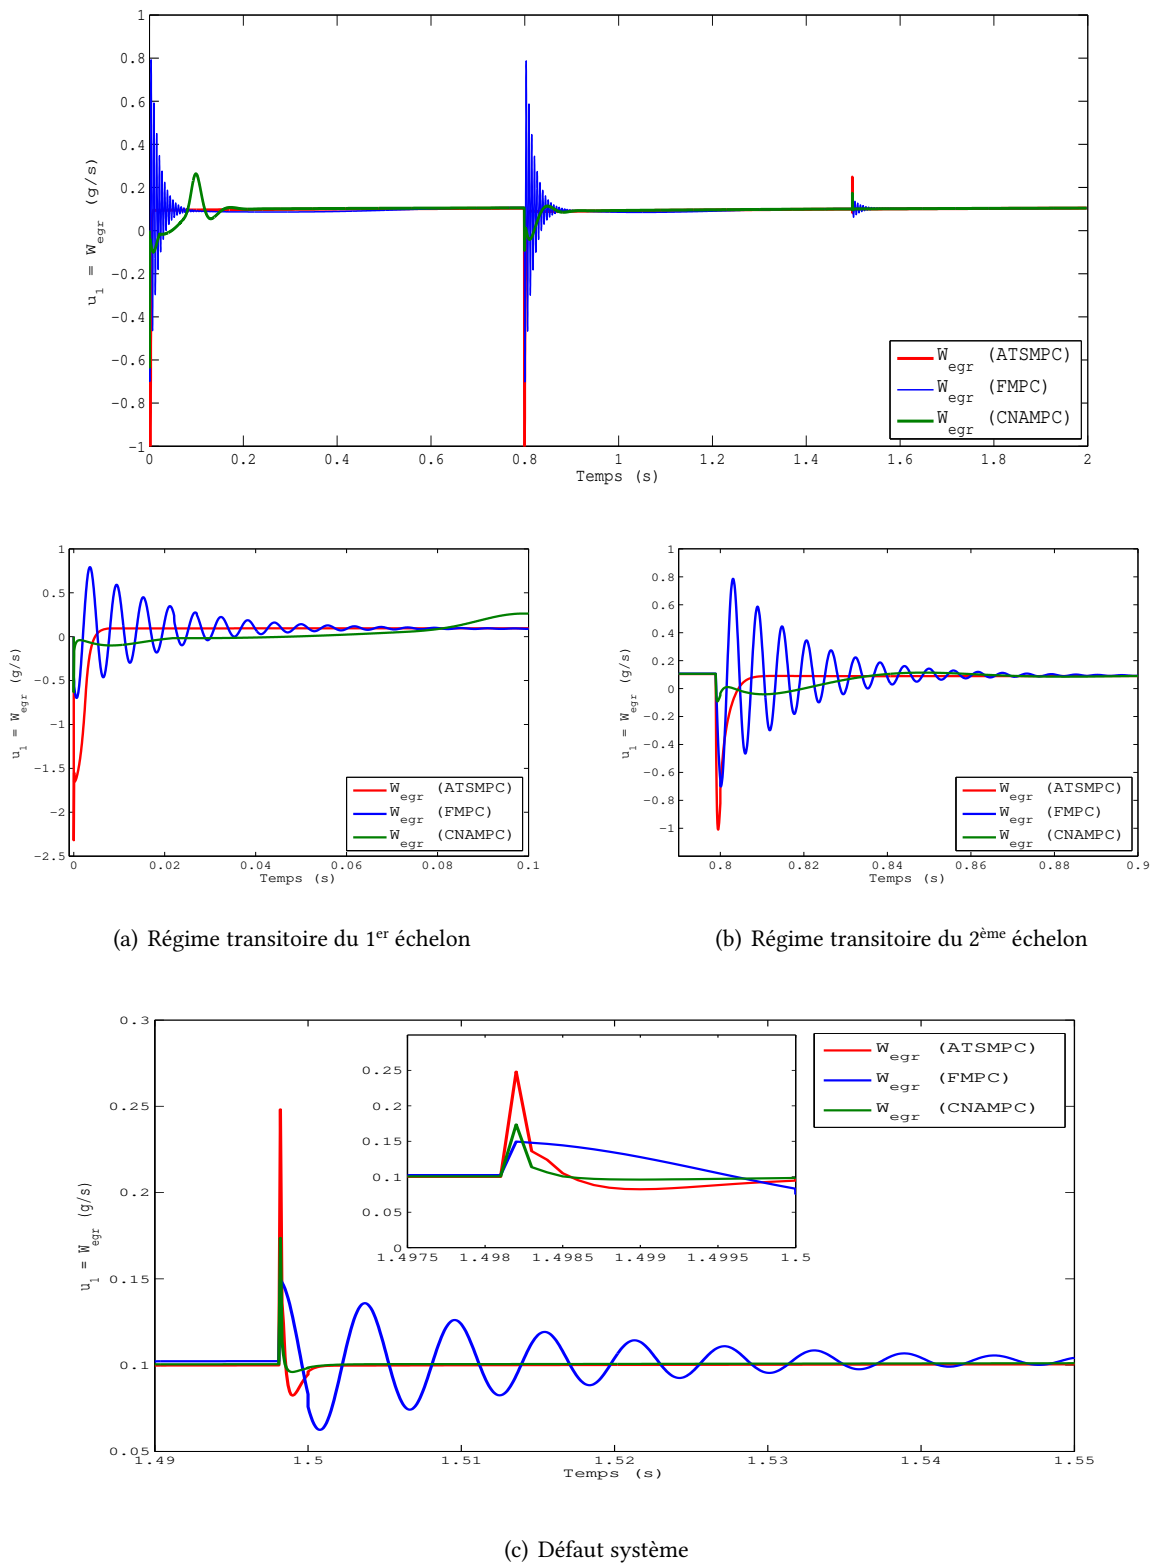 1
0.8
0.6
0.4
0.2
0
−0.2
−0.4
−0.6
−0.8
−1
u1 = Wegr (g/s)
0 0.2 0.4 0.6 0.8 1 1.2 1.4 1.6 1.8 2
Temps (s)
Wegr (ATSMPC)
Wegr (FMPC)
Wegr (CNAMPC)
1
0.5
0
−0.5
−1
−1.5
−2
−2.5
u1 = Wegr (g/s)
0 0.02 0.04 0.06 0.08 0.1
Temps (s)
Wegr (ATSMPC)
Wegr (FMPC)
Wegr (CNAMPC)
(a) Régime transitoire du 1er échelon
1
0.8
0.6
0.4
0.2
0
−0.2
−0.4
−0.6
−0.8
−1
u1 = Wegr (g/s)
0.8 0.82 0.84 0.86 0.88 0.9
Temps (s)
Wegr (ATSMPC)
Wegr (FMPC)
Wegr (CNAMPC)
(b) Régime transitoire du 2ème échelon
0.3
0.25
0.2
0.15
0.1
0.05
u1 = Wegr (g/s)
1.49 1.5 1.51 1.52 1.53 1.54 1.55
Temps (s)
0.25
0.2
0.15
0.1
0.05
0
1.4975 1.498 1.4985 1.499 1.4995 1.5
Wegr (ATSMPC)
Wegr (FMPC)
Wegr (CNAMPC)
(c) Défaut système